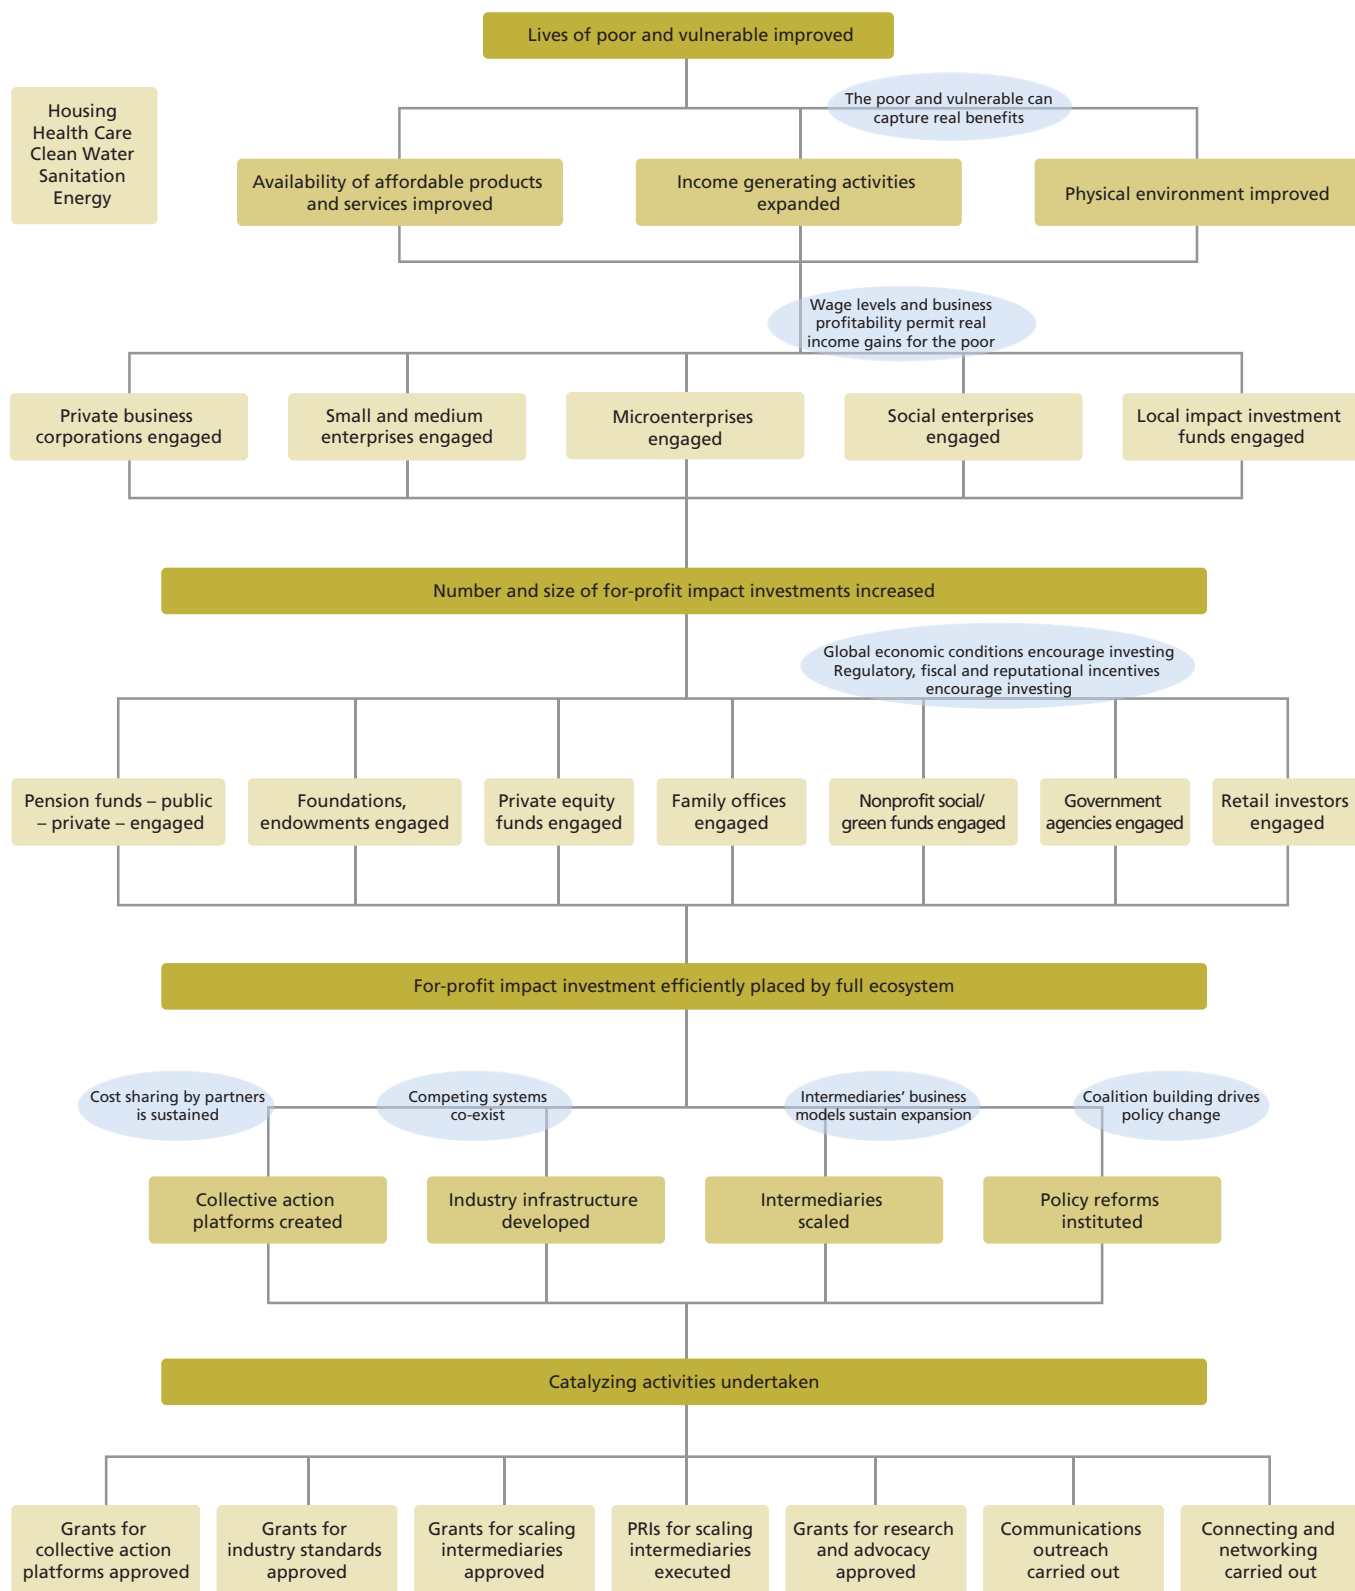 Lives of poor and vulnerable improved
Housing
Health Care
Clean Water
Sanitation
Energy
The poor and vulnerable can
capture real benefits
Availability of affordable products
and services improved
Income generating activities
expanded
Physical environment improved
Wage levels and business
profitability permit real
income gains for the poor
Private business
corporations engaged
Small and medium
enterprises engaged
Microenterprises
engaged
Social enterprises
engaged
Local impact investment
funds engaged
Number and size of for-profit impact investments increased
Global economic conditions encourage investing
Regulatory, fiscal and reputational incentives
encourage investing
Pension funds – public
– private – engaged
Foundations,
endowments engaged
Private equity
funds engaged
Family offices
engaged
Nonprofit social/
green funds engaged
Government
agencies engaged
Retail investors
engaged
For-profit impact investment efficiently placed by full ecosystem
Cost sharing by partners
is sustained
Competing systems
co-exist
Intermediaries’ business
models sustain expansion
Coalition building drives
policy change
Collective action
platforms created
Industry infrastructure
developed
Intermediaries
scaled
Policy reforms
instituted
Catalyzing activities undertaken
Grants for
collective action
platforms approved
Grants for
industry standards
approved
Grants for scaling
intermediaries
approved
PRIs for scaling
intermediaries
executed
Grants for research
and advocacy
approved
Communications
outreach
carried out
Connecting and
networking
carried out